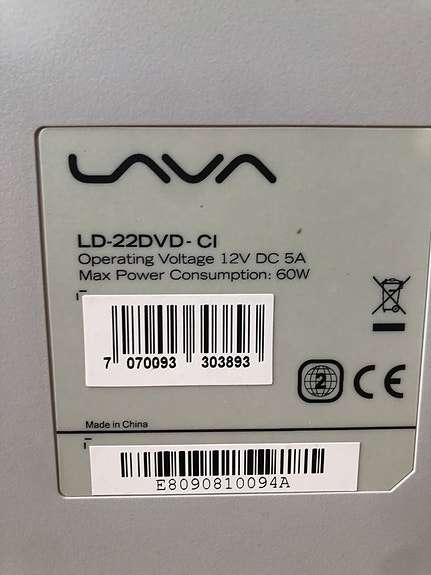 LAVA
LD-22DVD- CI
Operating Voltage 12V DC 5A
Max Power Consumption: 60W
7 070093 303893
2
CE
Made in China
E8090810094A